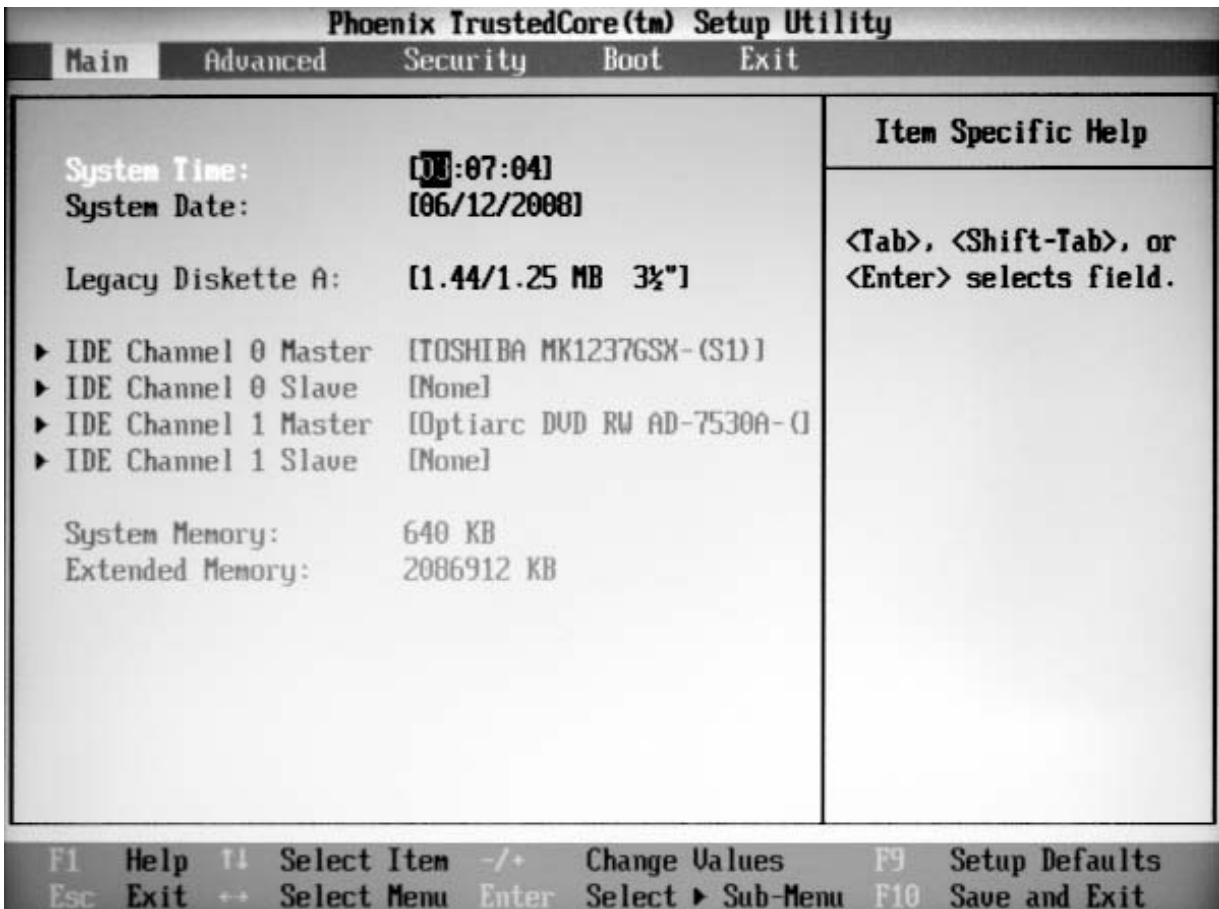 Phoenix TrustedCore(tm) Setup Utility
Main Advanced Security Boot Exit
Item Specific Help
System Time: [ :07:04]
System Date: [06/12/2008]
Legacy Diskette A: [1.44/1.25 MB 3½"]
▶ IDE Channel 0 Master [TOSHIBA MK1237GSX-(S1)]
▶ IDE Channel 0 Slave [None]
▶ IDE Channel 1 Master [Optiarc DVD RW AD-7530A-(]
▶ IDE Channel 1 Slave [None]
System Memory: 640 KB
Extended Memory: 2086912 KB
<Tab>, <Shift-Tab>, or
<Enter> selects field.
F1 Help ↑↓ Select Item -/+ Change Values F9 Setup Defaults
Esc Exit ↔ Select Menu Enter Select ▶ Sub-Menu F10 Save and Exit